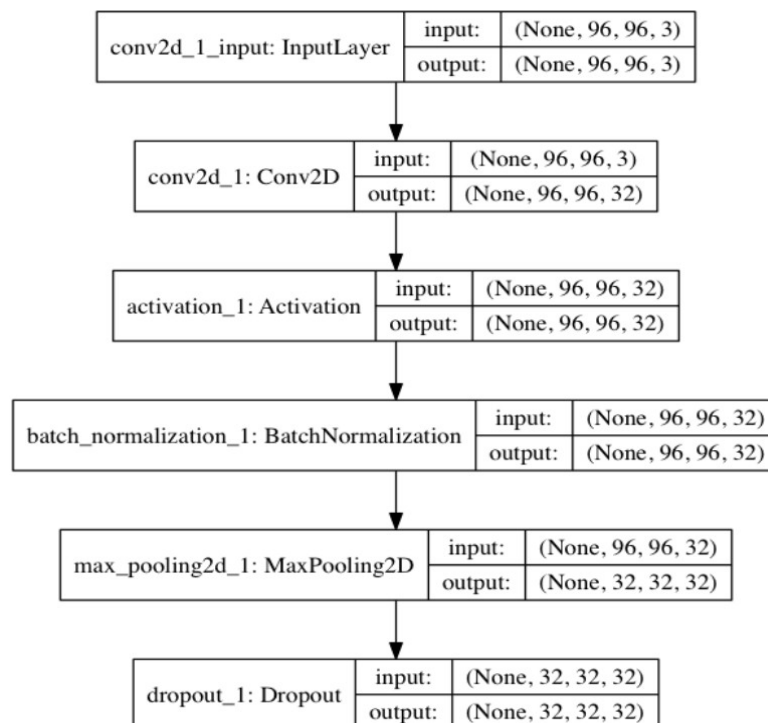 conv2d_1_input: InputLayer
input: (None, 96, 96, 3)
output: (None, 96, 96, 3)
conv2d_1: Conv2D
input: (None, 96, 96, 3)
output: (None, 96, 96, 32)
activation_1: Activation
input: (None, 96, 96, 32)
output: (None, 96, 96, 32)
batch_normalization_1: BatchNormalization
input: (None, 96, 96, 32)
output: (None, 96, 96, 32)
max_pooling2d_1: MaxPooling2D
input: (None, 96, 96, 32)
output: (None, 32, 32, 32)
dropout_1: Dropout
input: (None, 32, 32, 32)
output: (None, 32, 32, 32)